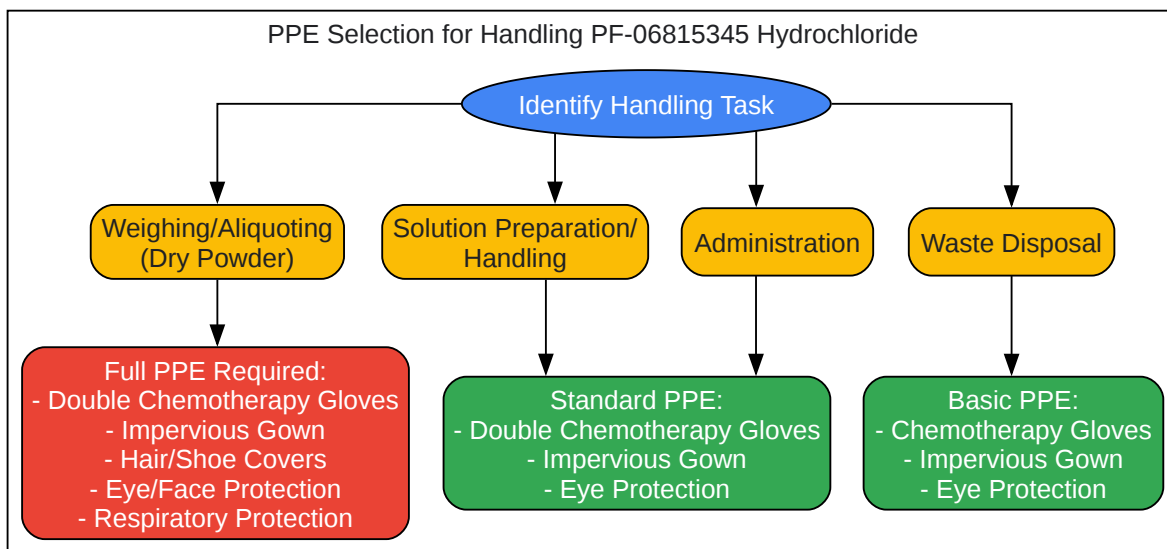 PPE Selection for Handling PF-06815345 Hydrochloride
Identify Handling Task
Weighing/Aliquoting
(Dry Powder)
Solution Preparation/
Handling
Administration
Waste Disposal
Full PPE Required:
- Double Chemotherapy Gloves
- Impervious Gown
- Hair/Shoe Covers
- Eye/Face Protection
- Respiratory Protection
Standard PPE:
- Double Chemotherapy Gloves
- Impervious Gown
- Eye Protection
Basic PPE:
- Chemotherapy Gloves
- Impervious Gown
- Eye Protection